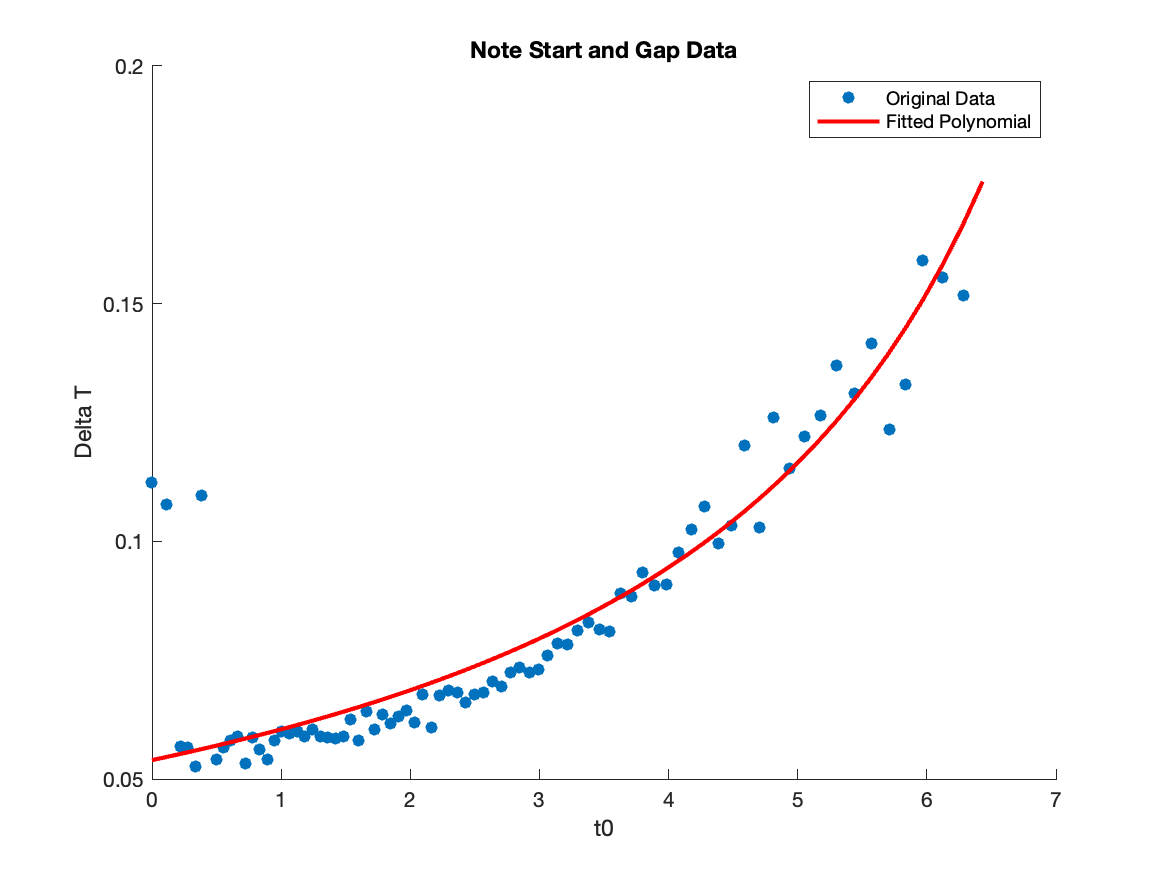 Note Start and Gap Data
0.2
Original Data
Fitted Polynomial
0.15
Delta T
0.1
0.05
0 1 2 3 4 5 6 7
t0